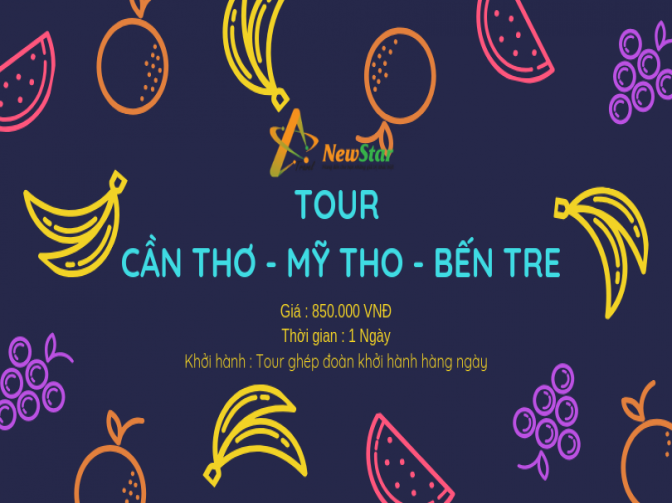 NewStar
TOUR
CẦN THƠ - MỸ THO - BẾN TRE
Giá : 850.000 VNĐ
Thời gian : 1 Ngày
Khởi hành : Tour ghép đoàn khởi hành hàng ngày